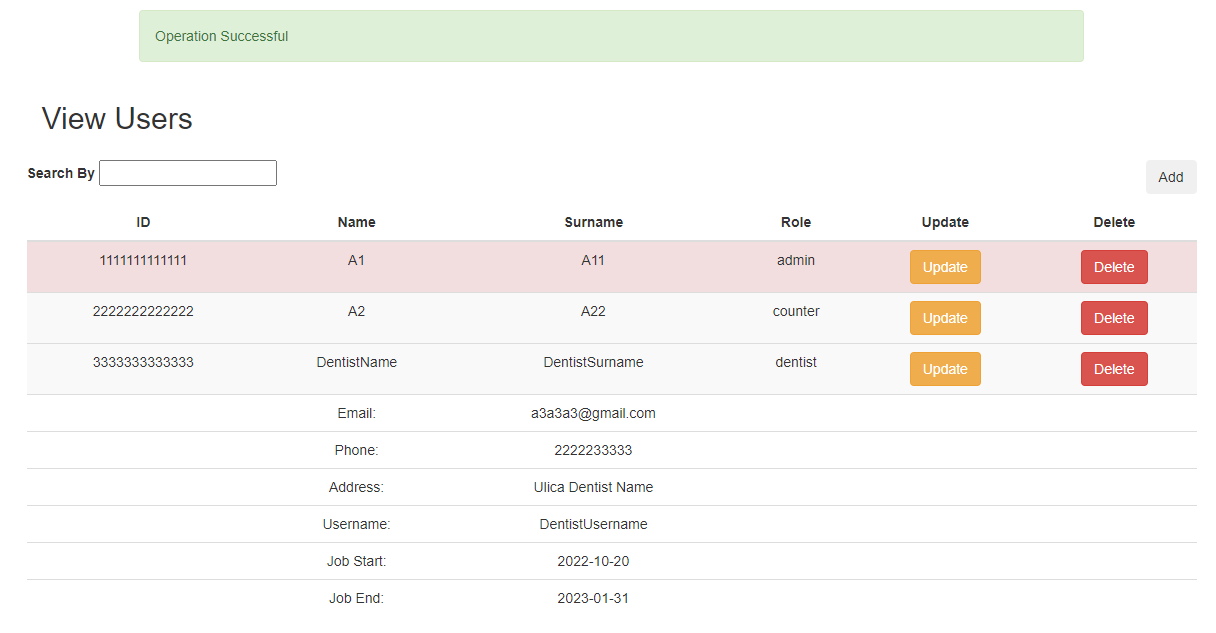 Operation Successful
View Users
Search By
Add
ID Name Surname Role Update Delete
1111111111111 A1 A11 admin Update Delete
2222222222222 A2 A22 counter Update Delete
3333333333333 DentistName DentistSurname dentist Update Delete
Email: a3a3a3@gmail.com
Phone: 2222233333
Address: Ulica Dentist Name
Username: DentistUsername
Job Start: 2022-10-20
Job End: 2023-01-31